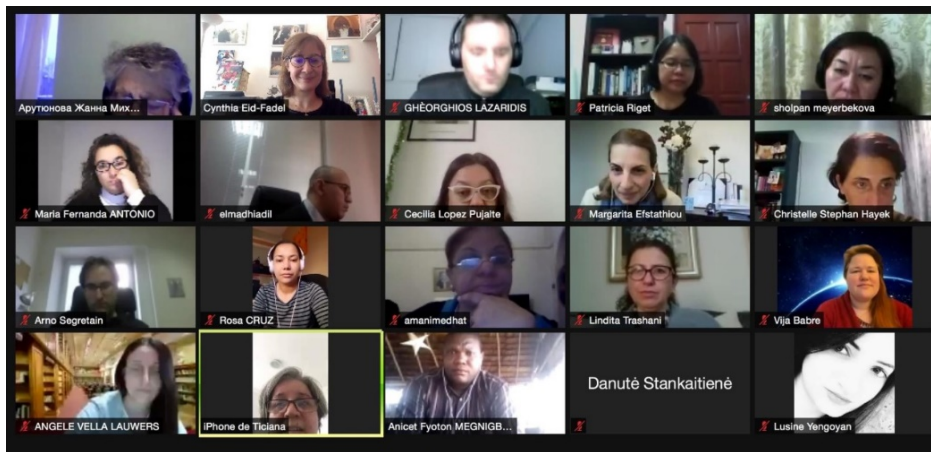 Арутюнова Жанна Мих...
Cynthia Eid-Fadel
GHÈORGHIOS LAZARIDIS
Patricia Riget
sholpan meyerbekova
Maria Fernanda ANTONIO
elmadhiadil
Cecilia Lopez Pujalte
Margarita Efstathiou
Christelle Stephan Hayek
Arno Segretain
Rosa CRUZ
amanimedhat
Lindita Trashani
Vija Babre
ANGELE VELLA LAUWERS
iPhone de Ticiana
Anicet Fyoton MEGNIGB...
Danutė Stankaitienė
Lusine Yengoyan